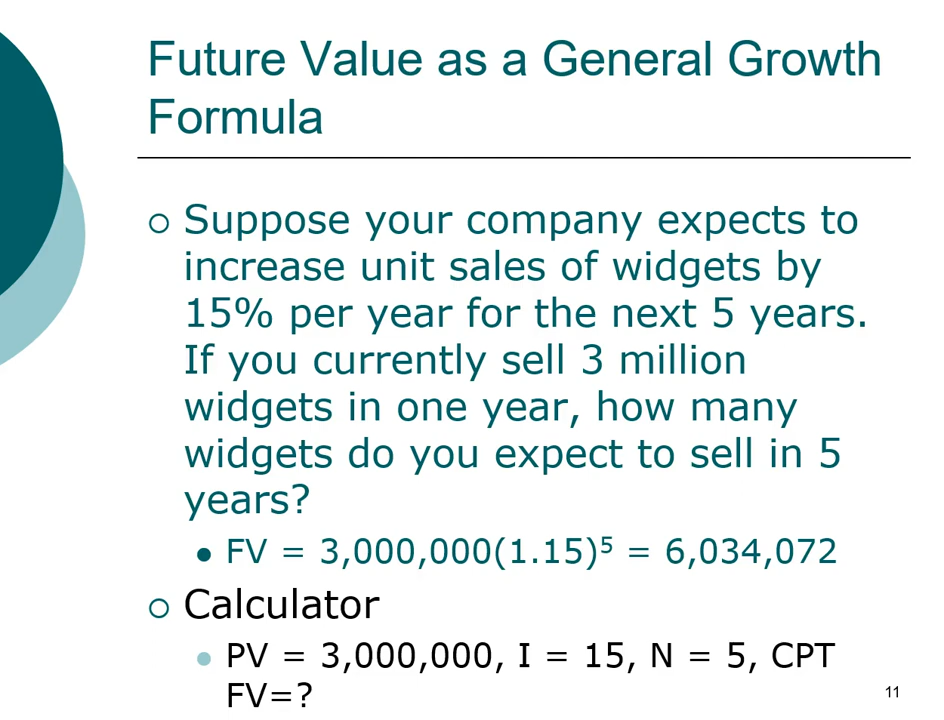 Future Value as a General Growth
Formula
Suppose your company expects to
increase unit sales of widgets by
15% per year for the next 5 years.
If you currently sell 3 million
widgets in one year, how many
widgets do you expect to sell in 5
years?
FV = 3,000,000(1.15)⁵ = 6,034,072
Calculator
PV = 3,000,000, I = 15, N = 5, CPT
FV=?
11